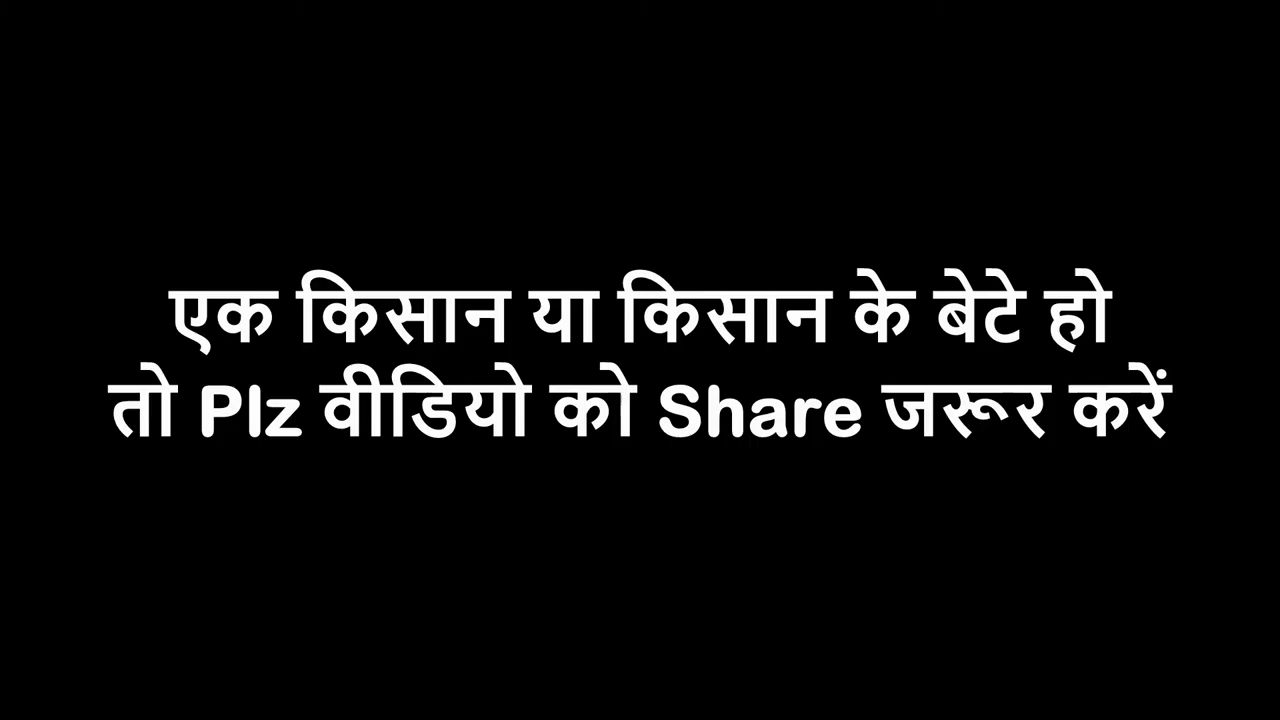 एक किसान या किसान के बेटे हो
तो Plz वीडियो को Share जरूर करें